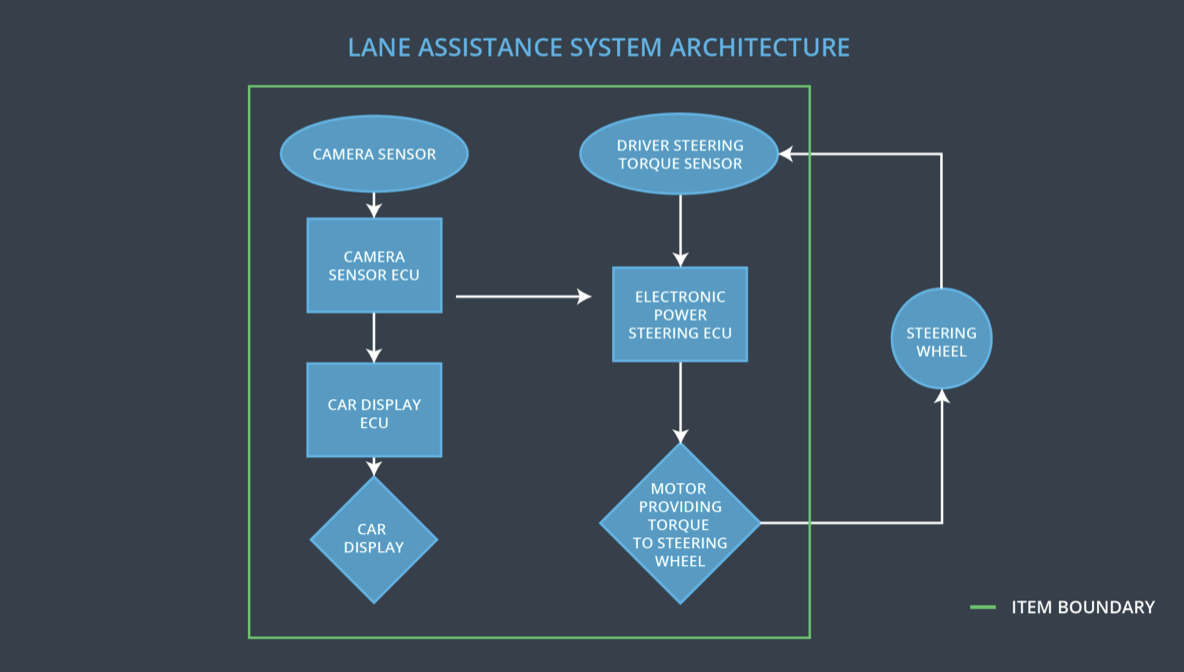 LANE ASSISTANCE SYSTEM ARCHITECTURE
CAMERA SENSOR
CAMERA
SENSOR ECU
CAR DISPLAY
ECU
CAR
DISPLAY
DRIVER STEERING
TORQUE SENSOR
ELECTRONIC
POWER
STEERING ECU
MOTOR
PROVIDING
TORQUE
TO STEERING
WHEEL
STEERING
WHEEL
ITEM BOUNDARY